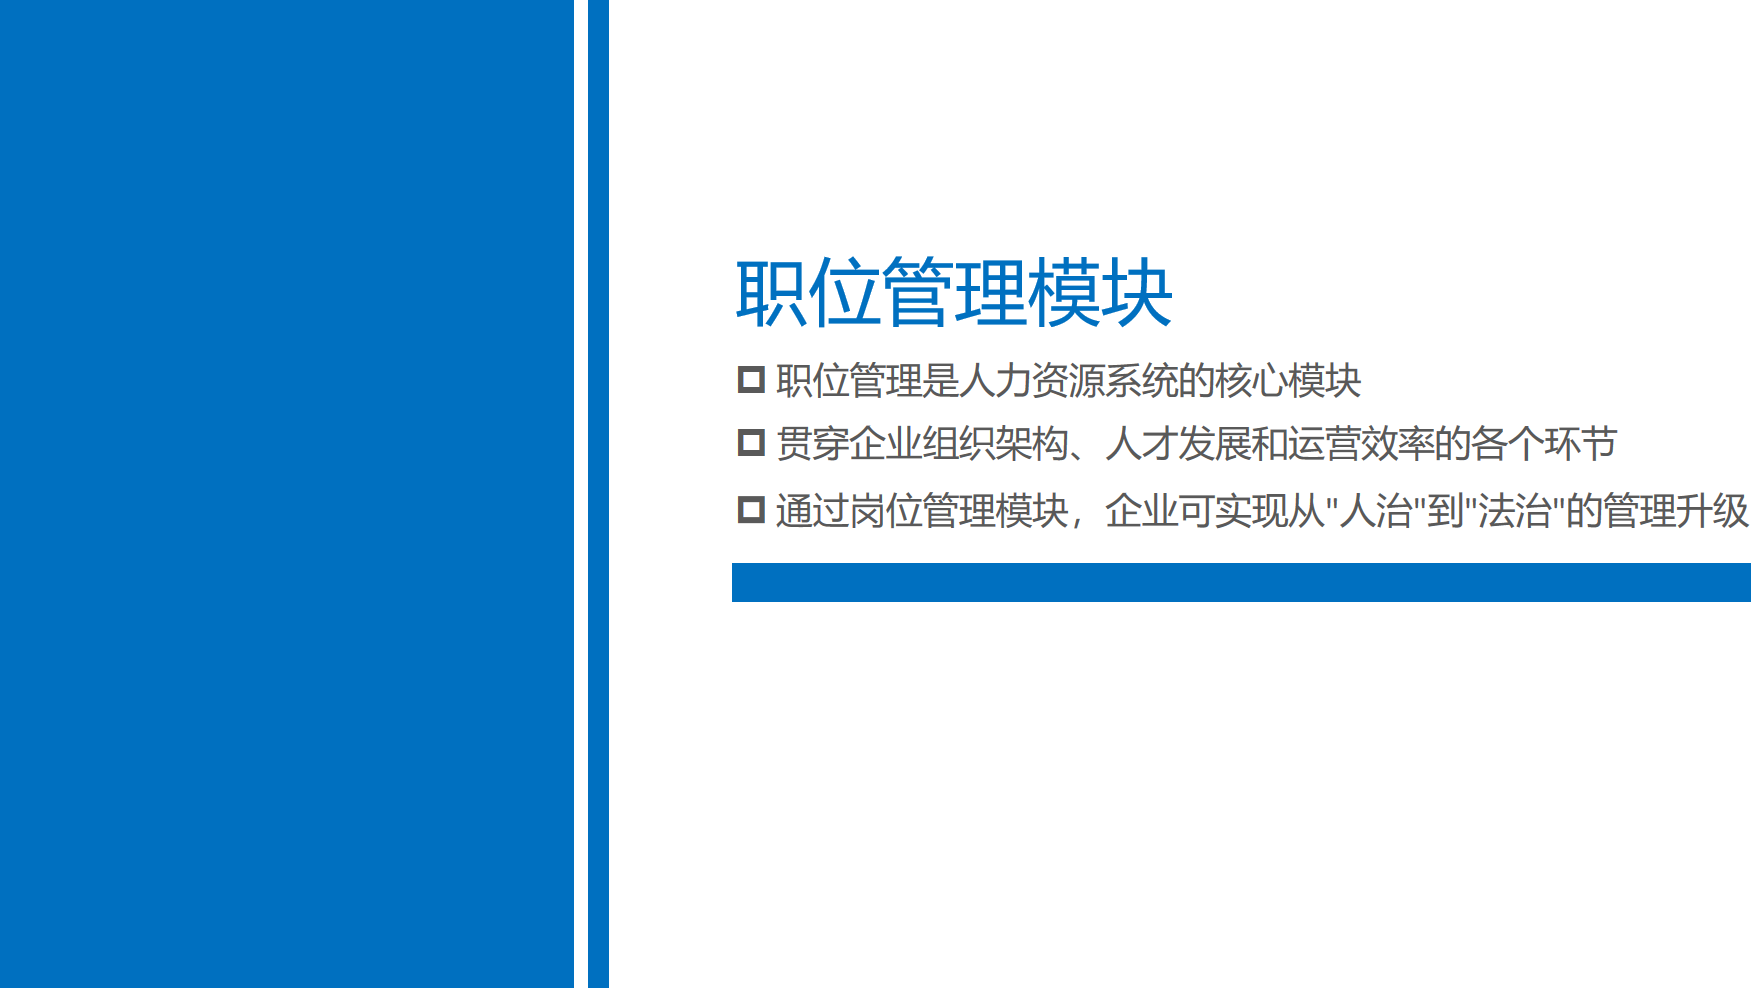 职位管理模块
职位管理是人力资源系统的核心模块
贯穿企业组织架构、人才发展和运营效率的各个环节
通过岗位管理模块，企业可实现从"人治"到"法治"的管理升级